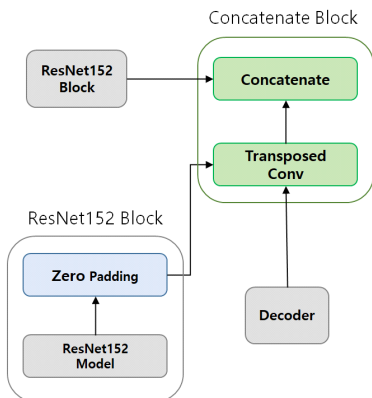 Concatenate Block
ResNet152
Block
Concatenate
Transposed
Conv
ResNet152 Block
Zero Padding
ResNet152
Model
Decoder